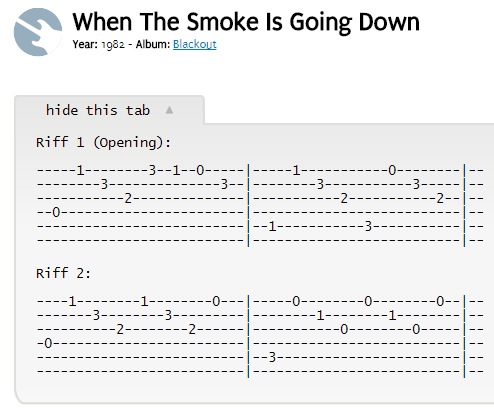 When The Smoke Is Going Down
Year: 1982 - Album: Blackout
hide this tab ▲
Riff 1 (Opening):
-----1--------3--1--0-----|-----1-----------0--------|--
--------3--------------3--|--------3-----------3-----|--
-----------2--------------|-----------2-----------2--|--
--0-----------------------|--------------------------|--
--------------------------|--1-----------3-----------|--
--------------------------|--------------------------|--
Riff 2:
----1--------1--------0---|-----0--------0--------0--|--
-------3--------3---------|--------1--------1--------|--
----------2--------2------|-----------0--------0-----|--
-0------------------------|--------------------------|--
--------------------------|--3-----------------------|--
--------------------------|--------------------------|--